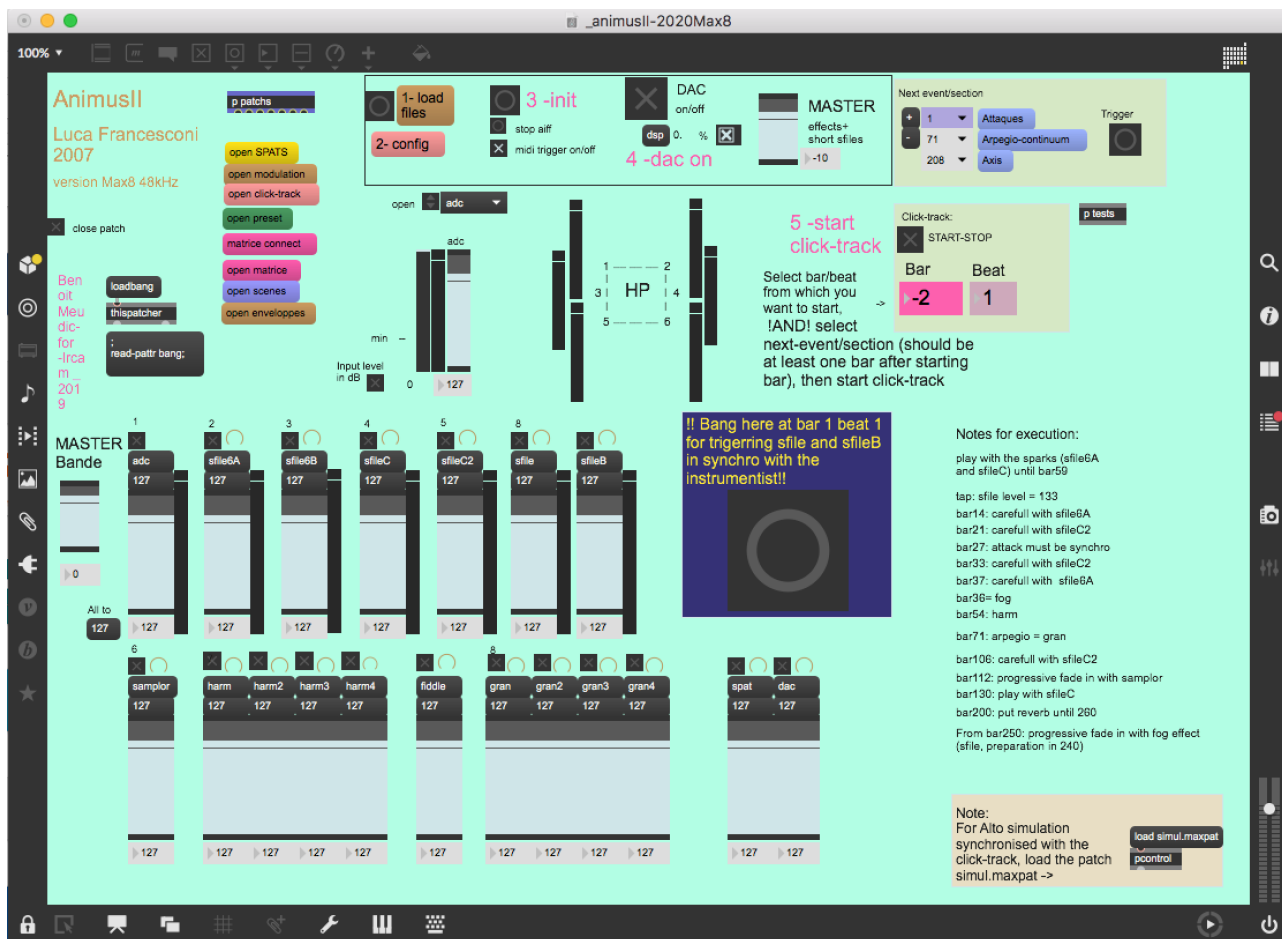 _animusII-2020Max8
100%
AnimusII
Luca Francesconi
2007
version Max8 48kHz
close patch
p patchs
open SPATS
open modulation
open click-track
open preset
matrice connect
open matrice
open scenes
open enveloppes
Ben
oit
Meu
dic-
for
-Irca
m _
201
9
loadbang
thispatcher
;
read-pattr bang;
1- load
files
2- config
3 -init
stop aiff
midi trigger on/off
DAC
on/off
dsp 0. %
4 -dac on
MASTER
effects+
short sfiles
-10
Next event/section
+ 1 Attaques
- 71 Arpegio-continuum
208 Axis
Trigger
open adc
adc
min –
Input level
in dB
0 127
1 2
3 HP 4
5 6
5 -start
click-track
Select bar/beat
from which you
want to start, ->
!AND! select
next-event/section (should be
at least one bar after starting
bar), then start click-track
Click-track:
START-STOP
Bar Beat
-2 1
p tests
MASTER
Bande
0
All to
127
1 2 3 4 5 8
adc sfile6A sfile6B sfileC sfileC2 sfile sfileB
127 127 127 127 127 127 127
127 127 127 127 127 127 127
!! Bang here at bar 1 beat 1
for trigerring sfile and sfileB
in synchro with the
instrumentist!!
6 8
samplor harm harm2 harm3 harm4 fiddle gran gran2 gran3 gran4 spat dac
127 127 127 127 127 127 127 127 127 127 127 127
127 127 127 127 127 127 127 127 127 127 127 127
Notes for execution:
play with the sparks (sfile6A
and sfileC) until bar59
tap: sfile level = 133
bar14: carefull with sfile6A
bar21: carefull with sfileC2
bar27: attack must be synchro
bar33: carefull with sfileC2
bar37: carefull with sfile6A
bar36= fog
bar54: harm
bar71: arpegio = gran
bar106: carefull with sfileC2
bar112: progressive fade in with samplor
bar130: play with sfileC
bar200: put reverb until 260
From bar250: progressive fade in with fog effect
(sfile, preparation in 240)
Note:
For Alto simulation
synchronised with the
click-track, load the patch
simul.maxpat ->
load simul.maxpat
pcontrol